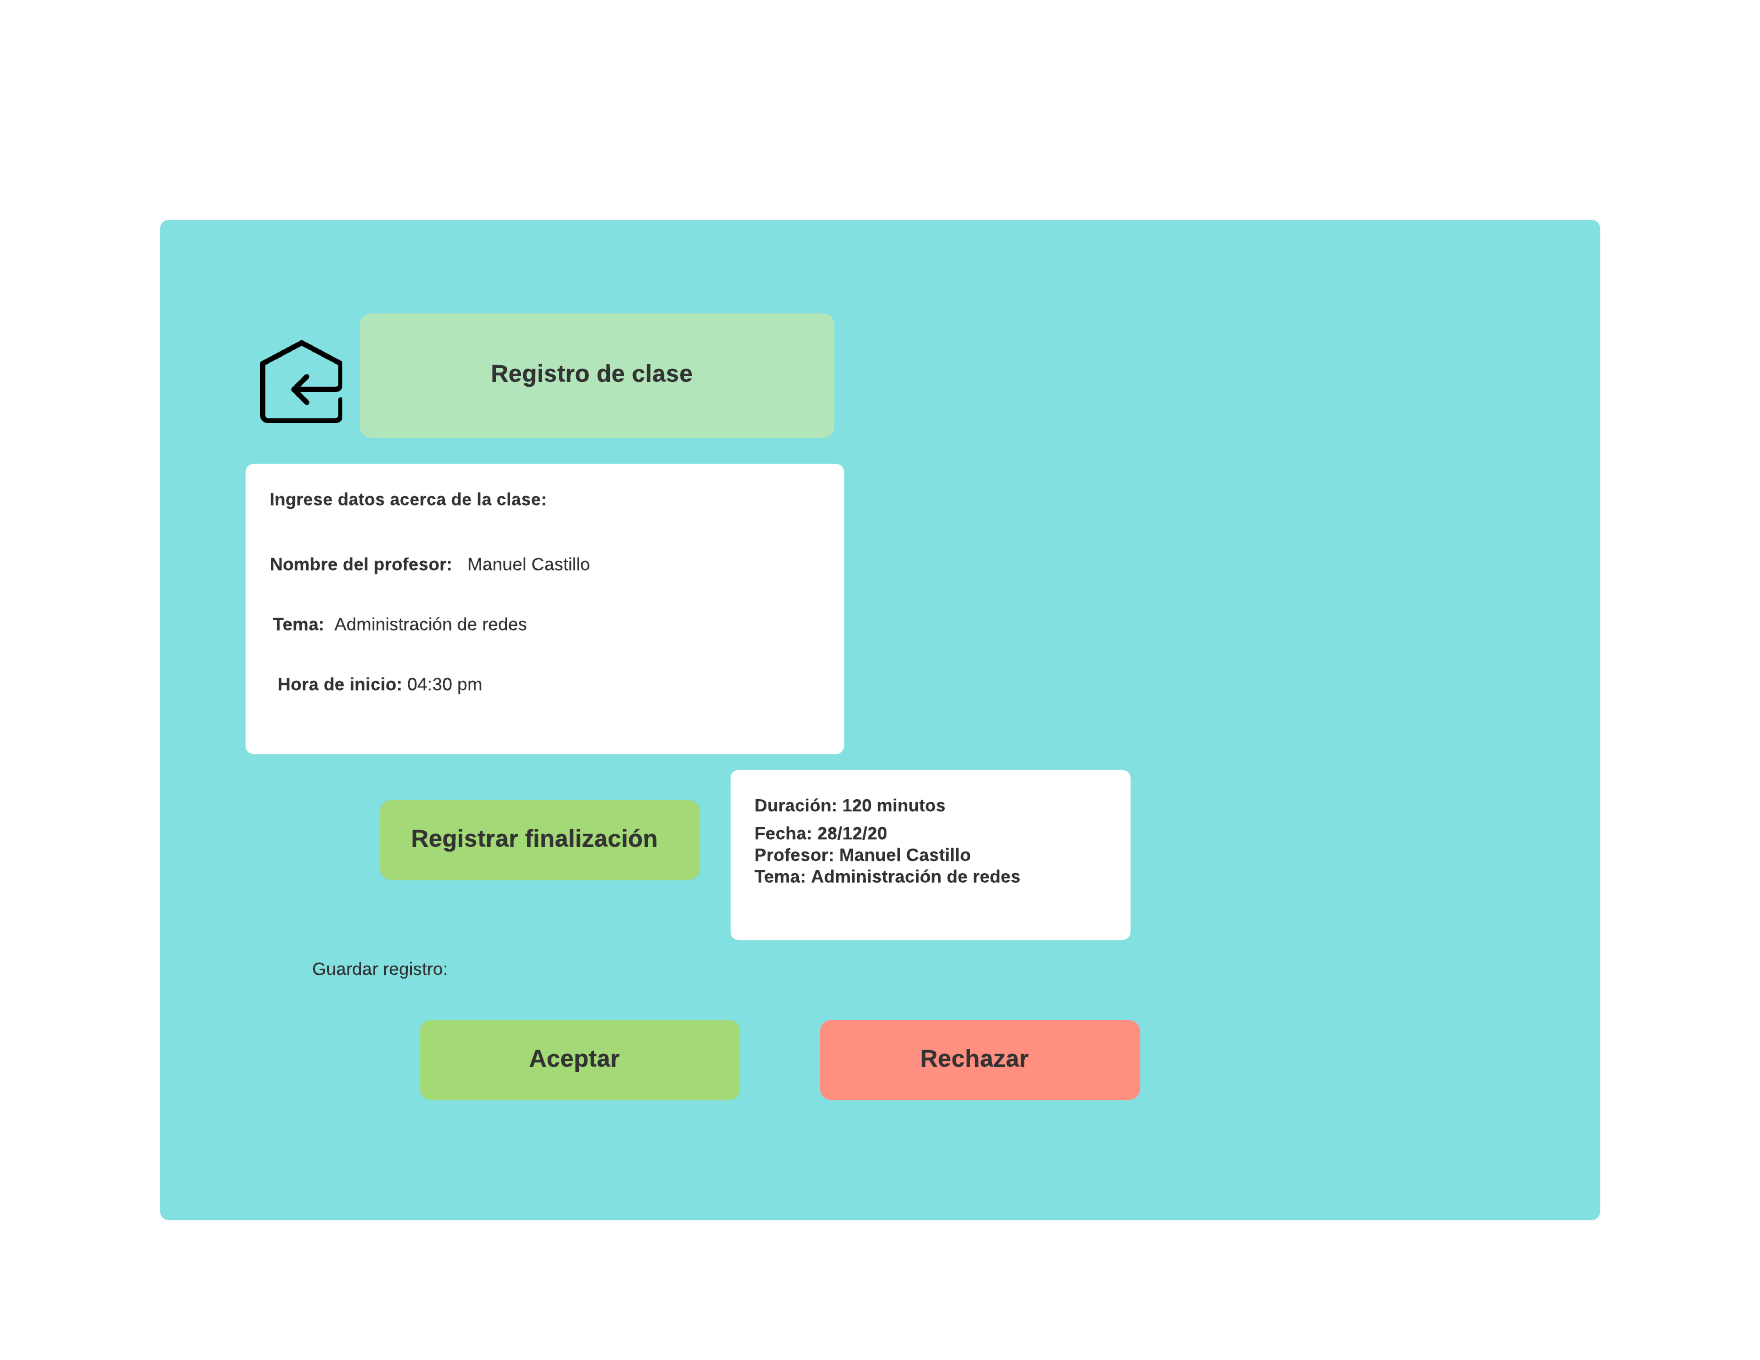 Registro de clase
Ingrese datos acerca de la clase:
Nombre del profesor: Manuel Castillo
Tema: Administración de redes
Hora de inicio: 04:30 pm
Registrar finalización
Duración: 120 minutos
Fecha: 28/12/20
Profesor: Manuel Castillo
Tema: Administración de redes
Guardar registro:
Aceptar
Rechazar